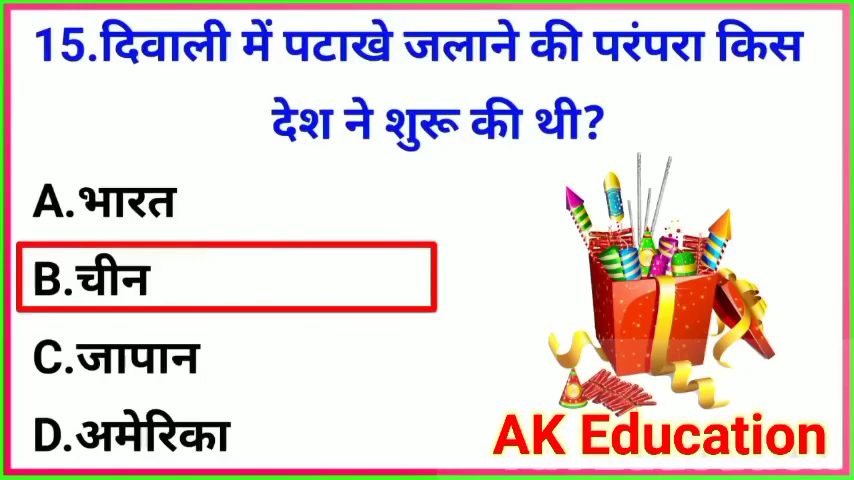 15.दिवाली में पटाखे जलाने की परंपरा किस
देश ने शुरू की थी?
A.भारत
B.चीन
C.जापान
D.अमेरिका
AK Education